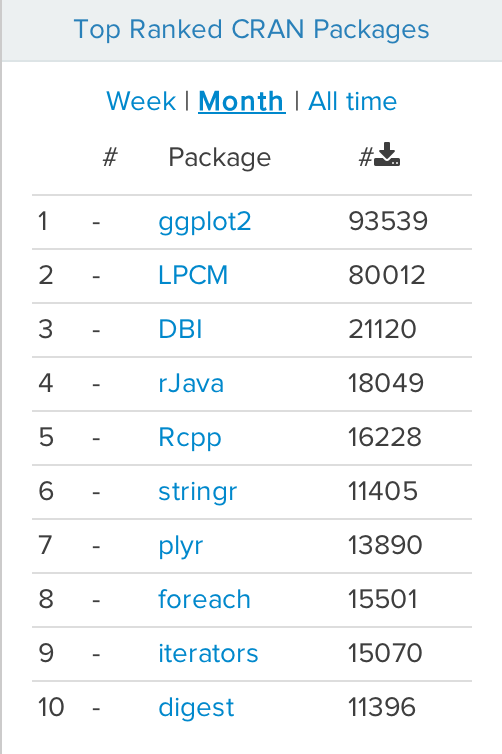 Top Ranked CRAN Packages
Week | Month | All time
# Package #
1 - ggplot2 93539
2 - LPCM 80012
3 - DBI 21120
4 - rJava 18049
5 - Rcpp 16228
6 - stringr 11405
7 - plyr 13890
8 - foreach 15501
9 - iterators 15070
10 - digest 11396